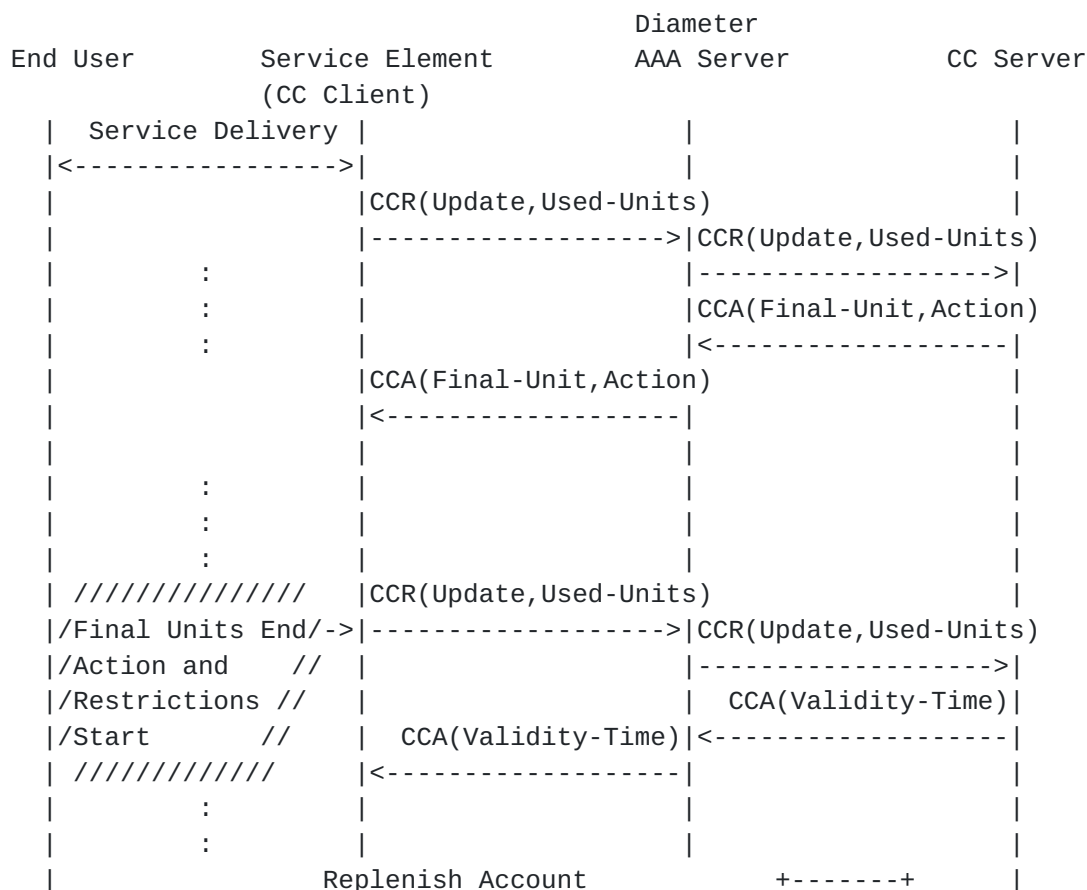 Diameter
End User        Service Element         AAA Server          CC Server
                (CC Client)
  |  Service Delivery |                     |                    |
  |<----------------->|                     |                    |
  |                   |CCR(Update,Used-Units)                    |
  |                   |-------------------->|CCR(Update,Used-Units)
  |         :         |                     |------------------->|
  |         :         |                     |CCA(Final-Unit,Action)
  |         :         |                     |<-------------------|
  |                   |CCA(Final-Unit,Action)                    |
  |                   |<--------------------|                    |
  |                   |                     |                    |
  |         :         |                     |                    |
  |         :         |                     |                    |
  |         :         |                     |                    |
  | ///////////////   |CCR(Update,Used-Units)                    |
  |/Final Units End/->|-------------------->|CCR(Update,Used-Units)
  |/Action and    //  |                     |------------------->|
  |/Restrictions //   |                     |  CCA(Validity-Time)|
  |/Start       //    |  CCA(Validity-Time)|<-------------------|
  | /////////////     |<--------------------|                    |
  |         :         |                     |                    |
  |         :         |                     |                    |
  |                 Replenish Account            +-------+       |